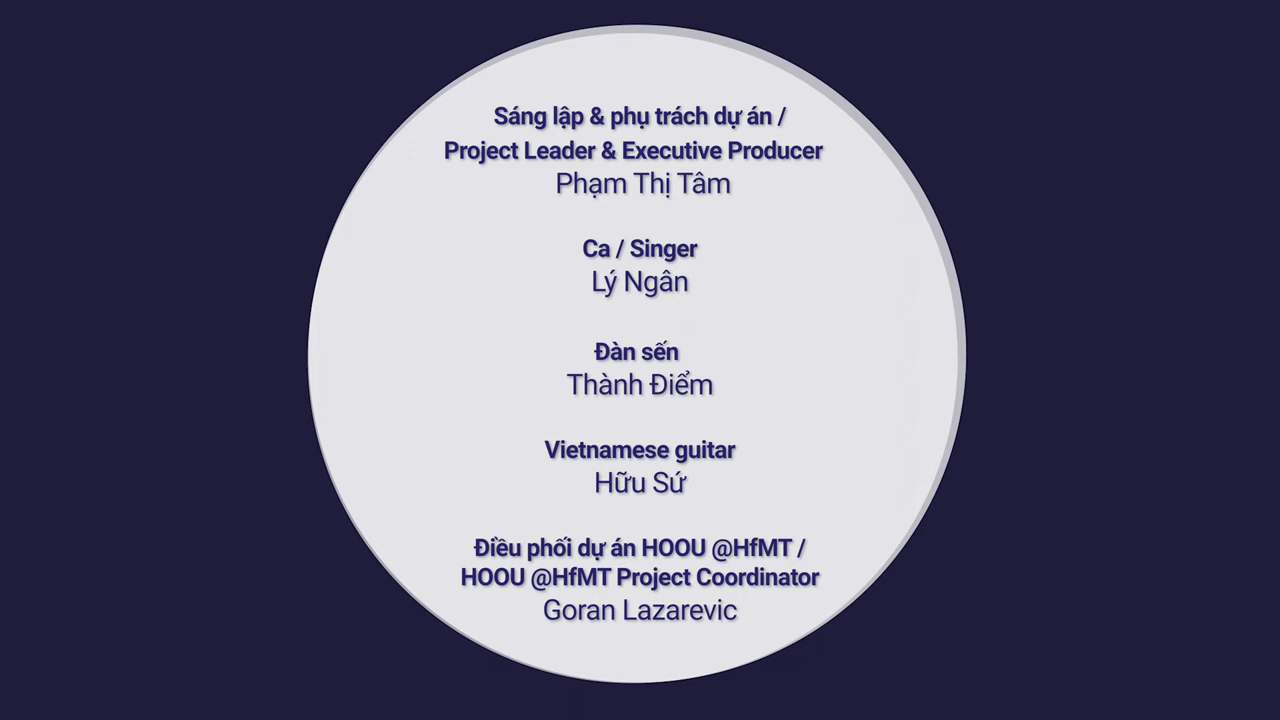 Sáng lập & phụ trách dự án /
Project Leader & Executive Producer
Phạm Thị Tâm
Ca / Singer
Lý Ngân
Đàn sến
Thành Điểm
Vietnamese guitar
Hữu Sứ
Điều phối dự án HOOU @HfMT /
HOOU @HfMT Project Coordinator
Goran Lazarevic